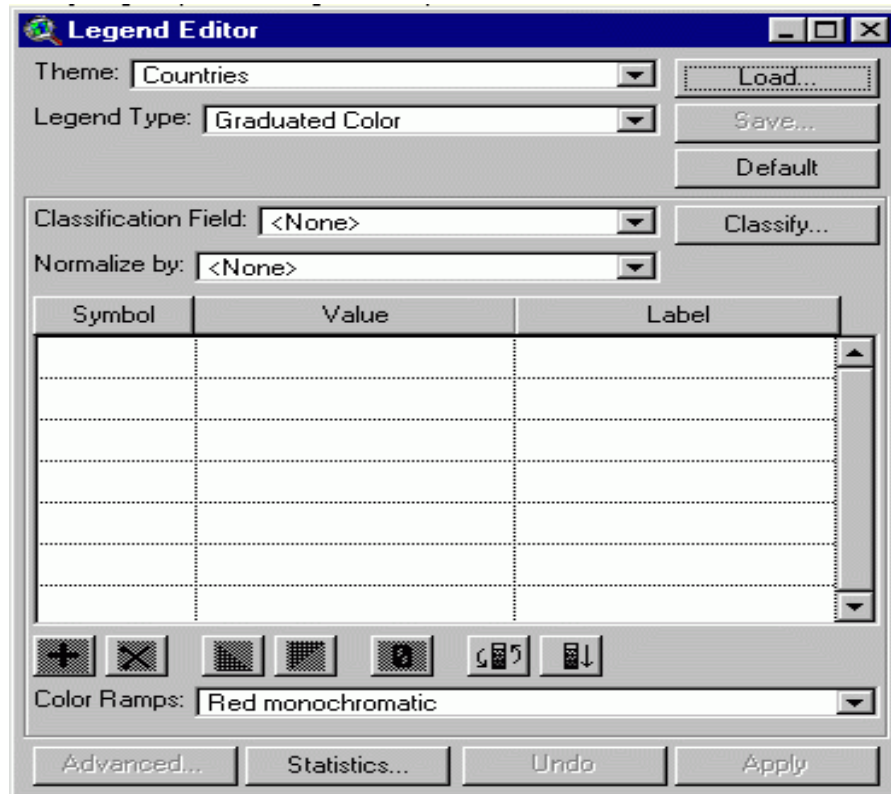 Legend Editor
Theme: Countries
Load...
Legend Type: Graduated Color
Save...
Default
Classification Field: <None>
Classify...
Normalize by: <None>
Symbol Value Label
Color Ramps: Red monochromatic
Advanced... Statistics... Undo Apply